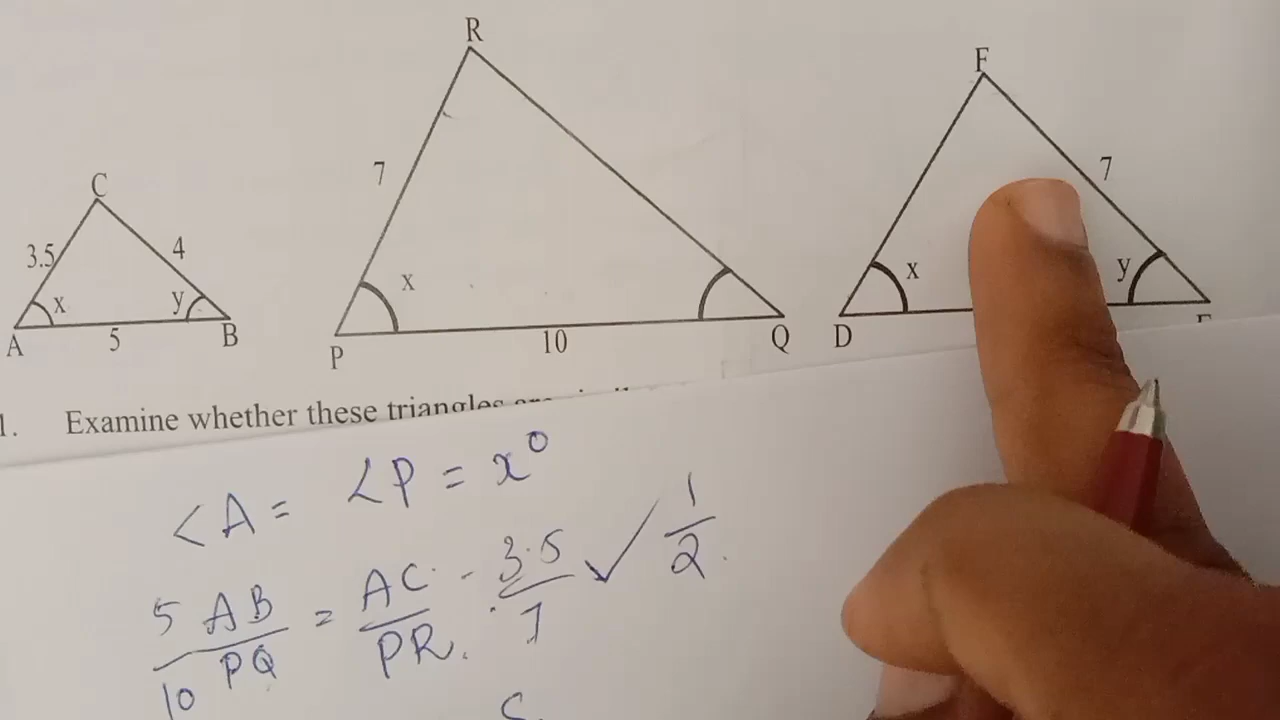 R
F
C
7
7
3.5
4
x
y
x
x
y
A
5
B
P
10
Q
D
1. Examine whether these triangles
<A = <P = x°
5 AB / 10 PQ = AC / PR . 3.5 / 7 ✓ 1 / 2